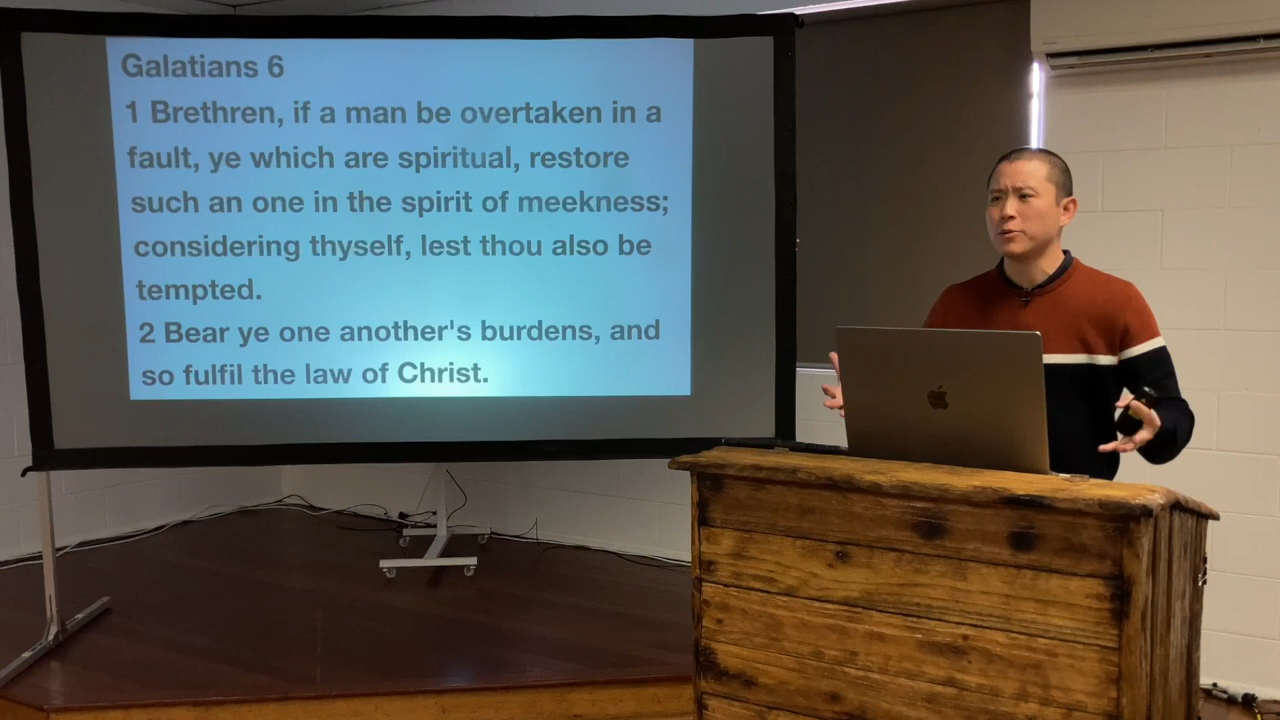 Galatians 6
1 Brethren, if a man be overtaken in a
fault, ye which are spiritual, restore
such an one in the spirit of meekness;
considering thyself, lest thou also be
tempted.
2 Bear ye one another's burdens, and
so fulfil the law of Christ.